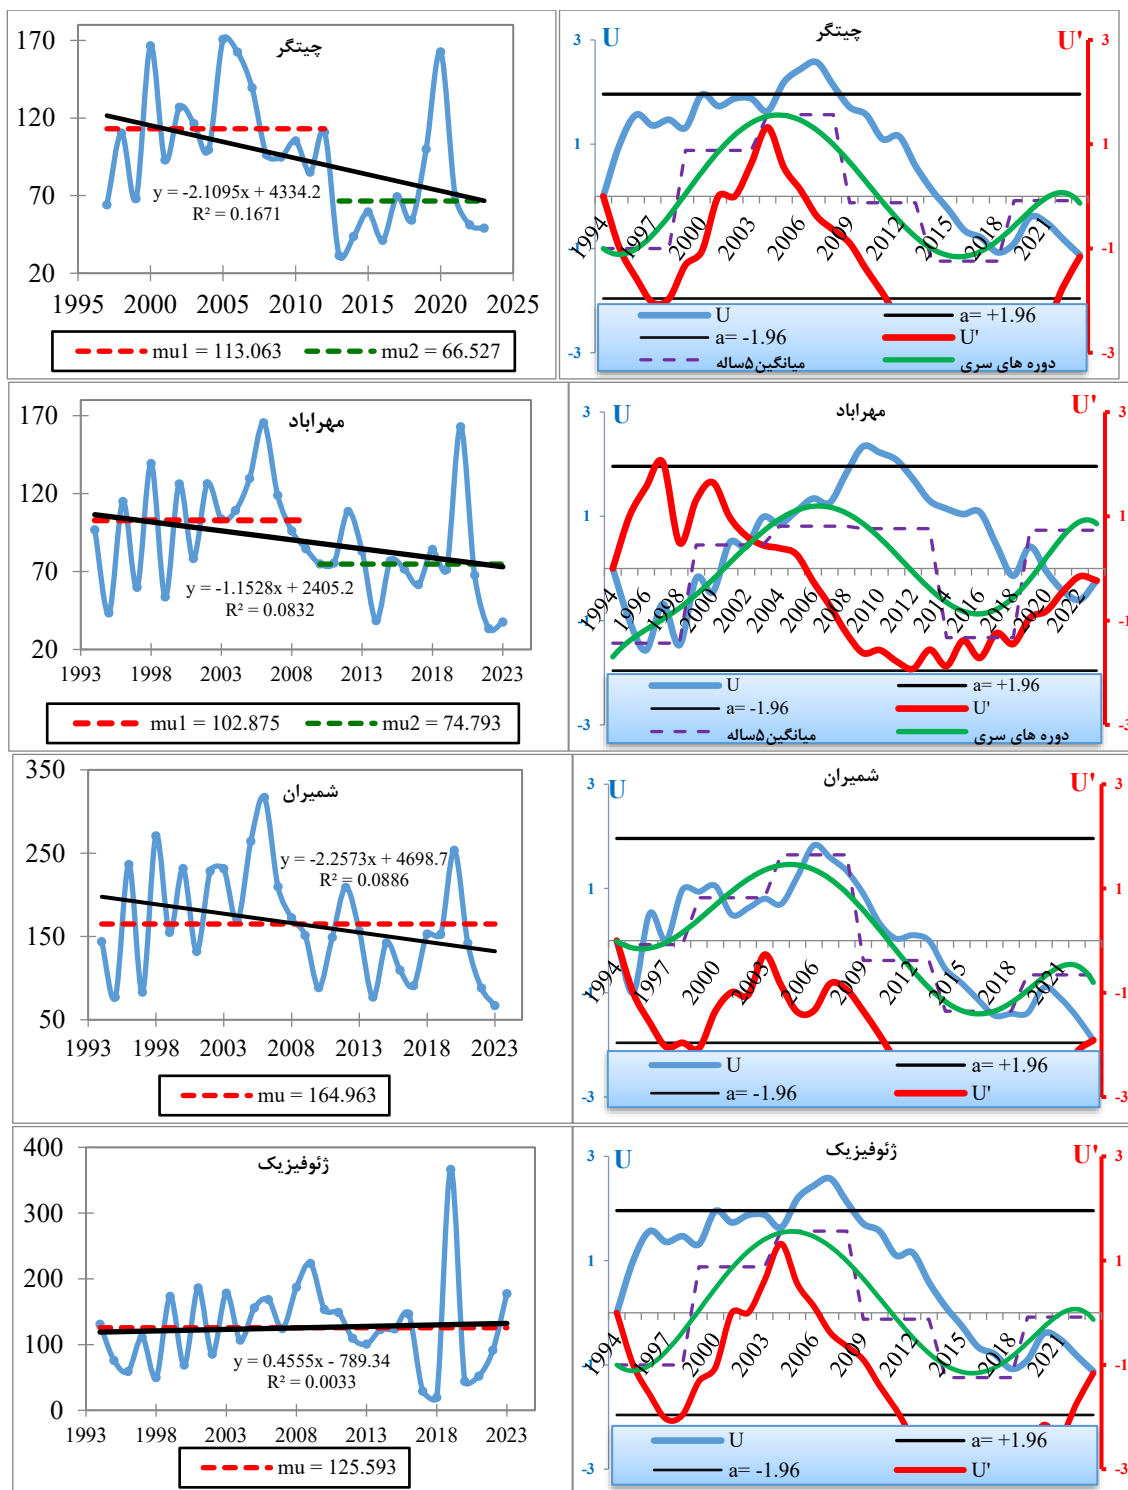 چیتگر
170
120
70
20
y = -2.1095x + 4334.2
R² = 0.1671
1995 2000 2005 2010 2015 2020 2025
mu1 = 113.063 mu2 = 66.527
چیتگر
U U'
3 3
1 1
-1 -1
-3 -3
1994 1997 2000 2003 2006 2009 2012 2015 2018 2021
U a= +1.96
a= -1.96 U'
میانگین۵ساله دوره های سری
مهراباد
170
120
70
20
y = -1.1528x + 2405.2
R² = 0.0832
1993 1998 2003 2008 2013 2018 2023
mu1 = 102.875 mu2 = 74.793
مهراباد
U U'
3 3
1 1
-1 -1
-3 -3
1994 1996 1998 2000 2002 2004 2006 2008 2010 2012 2014 2016 2018 2020 2022
U a= +1.96
a= -1.96 U'
میانگین۵ساله دوره های سری
شمیران
350
250
150
50
y = -2.2573x + 4698.7
R² = 0.0886
1993 1998 2003 2008 2013 2018 2023
mu = 164.963
شمیران
U U'
3 3
1 1
-1 -1
-3 -3
1994 1997 2000 2003 2006 2009 2012 2015 2018 2021
U a= +1.96
a= -1.96 U'
ژئوفیزیک
400
300
200
100
0
y = 0.4555x - 789.34
R² = 0.0033
1993 1998 2003 2008 2013 2018 2023
mu = 125.593
ژئوفیزیک
U U'
3 3
1 1
-1 -1
-3 -3
1994 1997 2000 2003 2006 2009 2012 2015 2018 2021
U a= +1.96
a= -1.96 U'